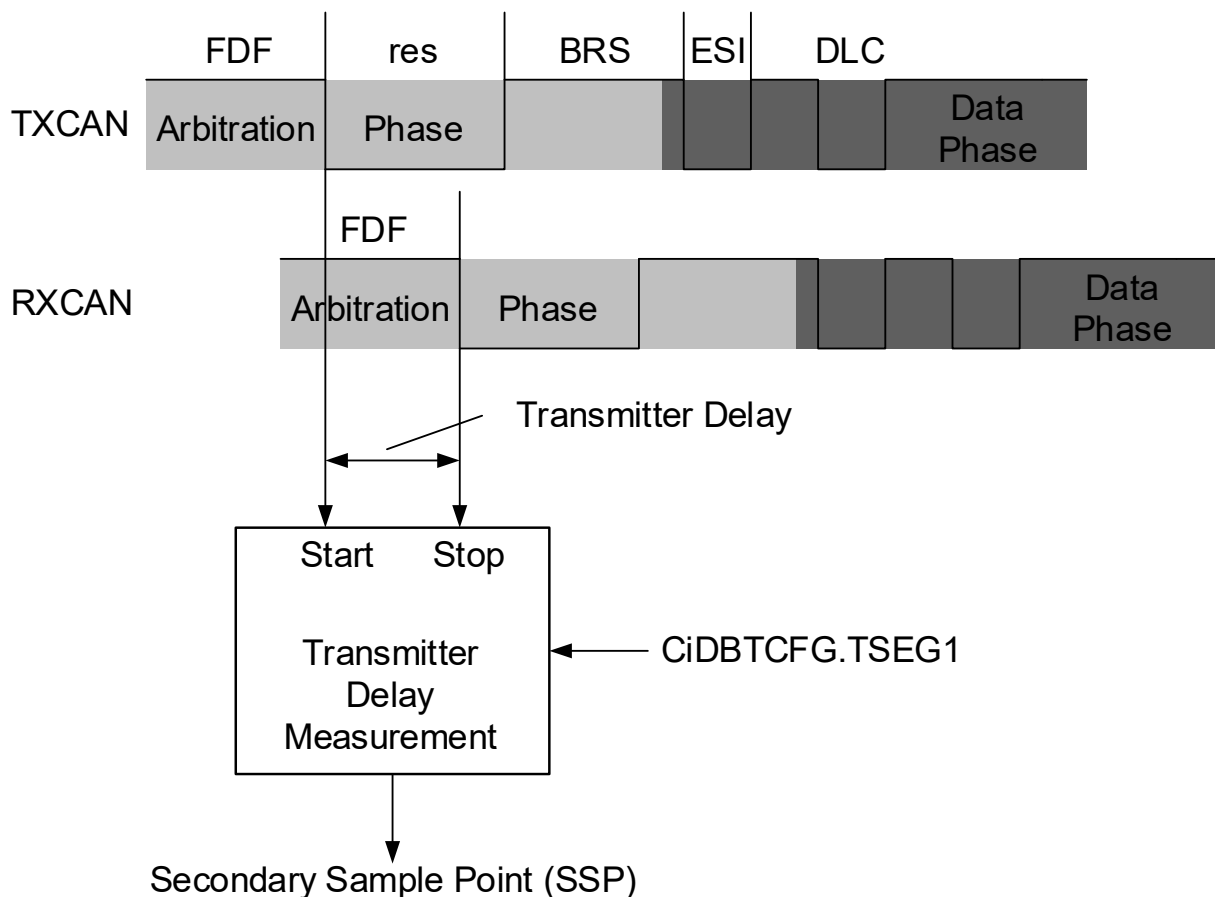 FDF res BRS ESI DLC
TXCAN Arbitration Phase Data
Phase
FDF
RXCAN Arbitration Phase Data
Phase
Transmitter Delay
Start Stop
Transmitter
Delay
Measurement
CiDBTCFG.TSEG1
Secondary Sample Point (SSP)